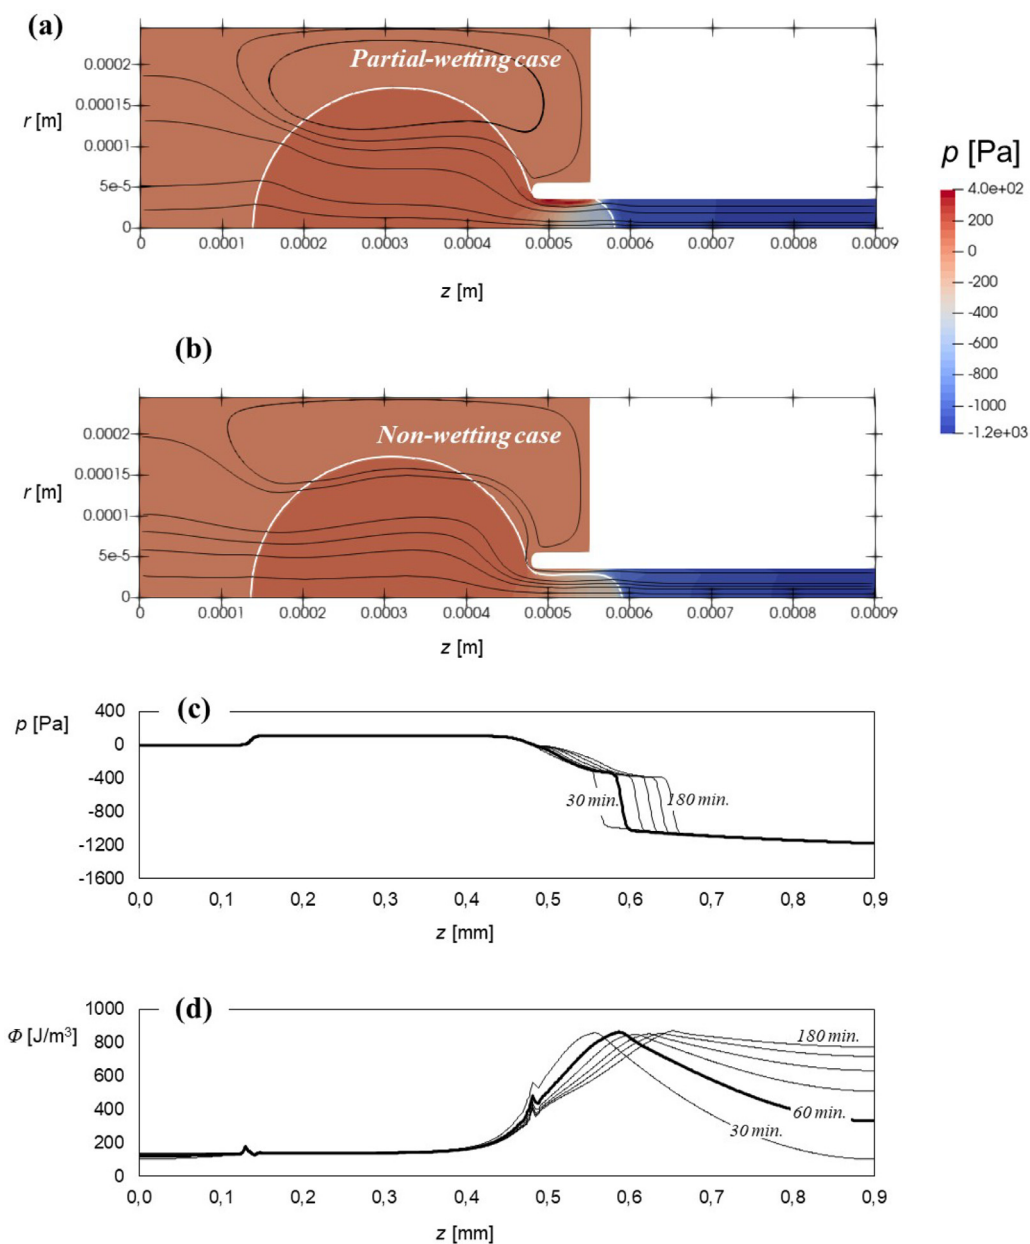 (a)
Partial-wetting case
0.0002
0.00015
r [m]
0.0001
5e-5
0
0 0.0001 0.0002 0.0003 0.0004 0.0005 0.0006 0.0007 0.0008 0.0009
z [m]
p [Pa]
4.0e+02
200
0
-200
-400
-600
-800
-1000
-1.2e+03
(b)
Non-wetting case
0.0002
0.00015
r [m]
0.0001
5e-5
0
0 0.0001 0.0002 0.0003 0.0004 0.0005 0.0006 0.0007 0.0008 0.0009
z [m]
(c)
p [Pa]
400
0
-400
-800
-1200
-1600
30 min. 180 min.
0,0 0,1 0,2 0,3 0,4 0,5 0,6 0,7 0,8 0,9
z [mm]
(d)
Φ [J/m³]
1000
800
600
400
200
0
180 min.
60 min.
30 min.
0,0 0,1 0,2 0,3 0,4 0,5 0,6 0,7 0,8 0,9
z [mm]